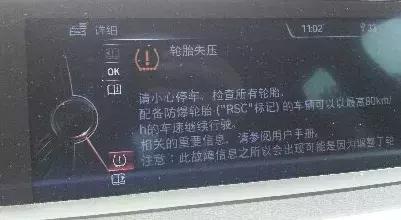 详细
11:02
轮胎失压
OK
请小心停车。检查所有轮胎。
配备防爆轮胎("RSC"标记)的车辆可以以最高80km/
h的车速继续行驶。
相关的重要信息，请参阅用户手册。
注意：此故障信息之所以会出现可能是因为调整了轮